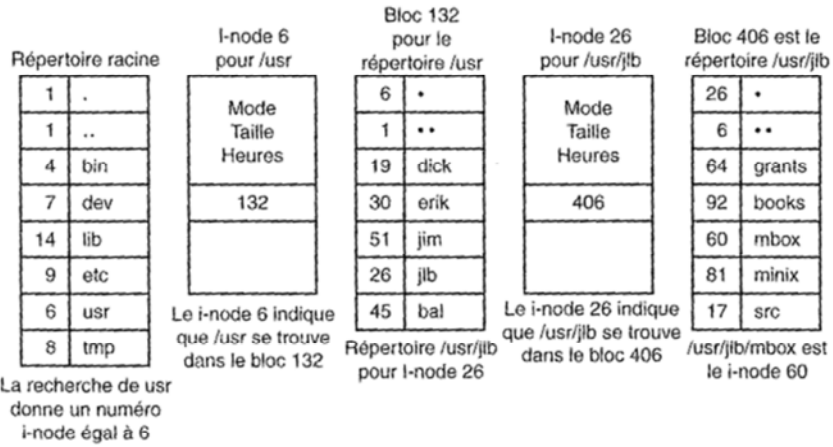 Répertoire racine
1 .
1 ..
4 bin
7 dev
14 lib
9 etc
6 usr
8 tmp
La recherche de usr
donne un numéro
i-node égal à 6
I-node 6
pour /usr
Mode
Taille
Heures
132
Le i-node 6 indique
que /usr se trouve
dans le bloc 132
Bloc 132
pour le
répertoire /usr
6 •
1 ••
19 dick
30 erik
51 jim
26 jlb
45 bal
Répertoire /usr/jlb
pour I-node 26
I-node 26
pour /usr/jlb
Mode
Taille
Heures
406
Le i-node 26 indique
que /usr/jlb se trouve
dans le bloc 406
Bloc 406 est le
répertoire /usr/jlb
26 •
6 ••
64 grants
92 books
60 mbox
81 minix
17 src
/usr/jlb/mbox est
le i-node 60